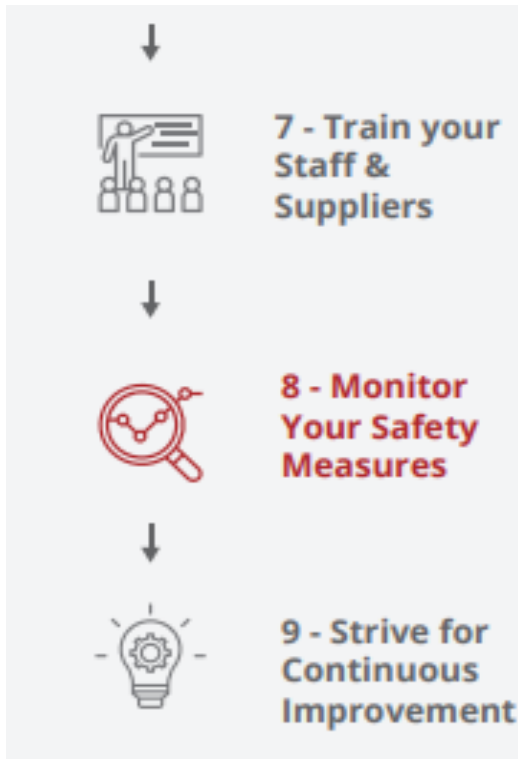 7 - Train your
Staff &
Suppliers
8 - Monitor
Your Safety
Measures
9 - Strive for
Continuous
Improvement